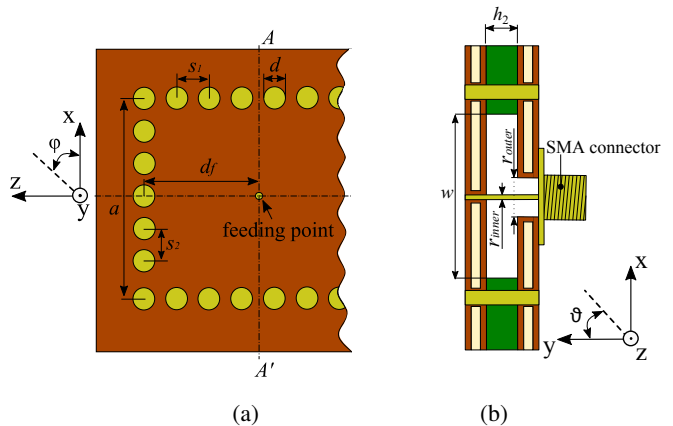 A
s1
d
x
φ
z
y
a
df
feeding point
s2
A'
(a)
h2
router
SMA connector
w
rinner
x
ϑ
y
z
(b)